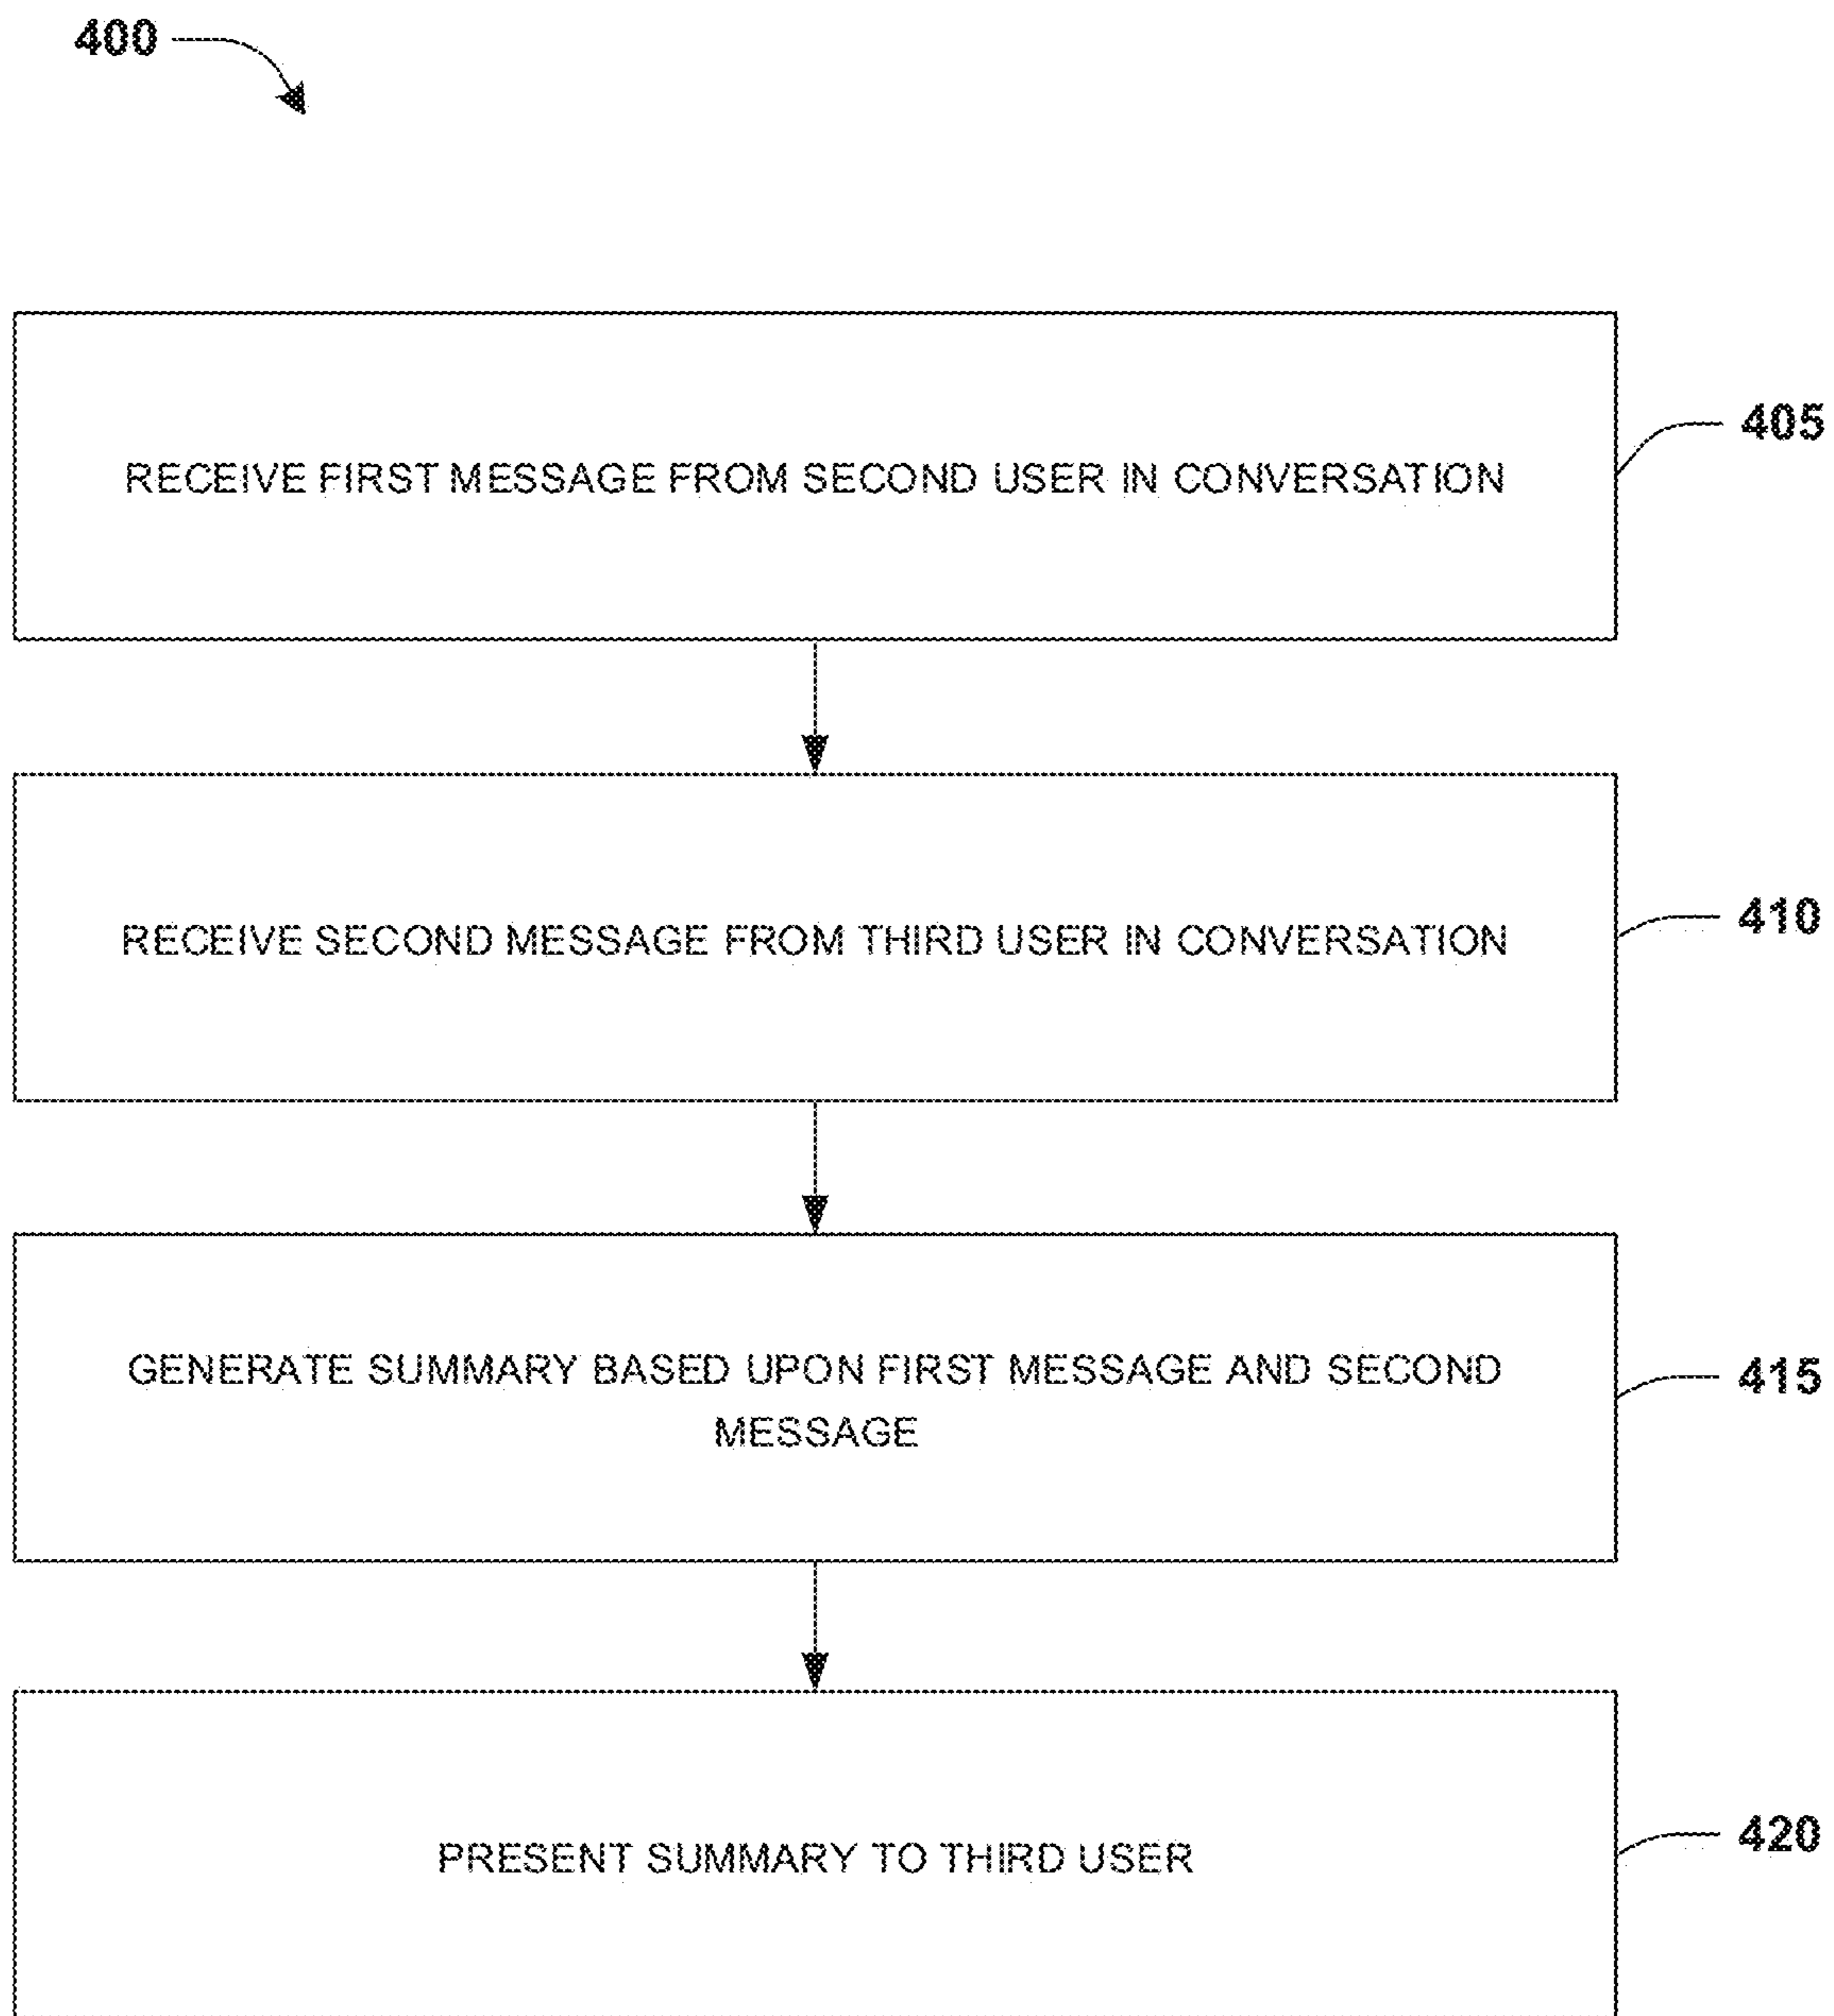 400
RECEIVE FIRST MESSAGE FROM SECOND USER IN CONVERSATION
405
RECEIVE SECOND MESSAGE FROM THIRD USER IN CONVERSATION
410
GENERATE SUMMARY BASED UPON FIRST MESSAGE AND SECOND
MESSAGE
415
PRESENT SUMMARY TO THIRD USER
420